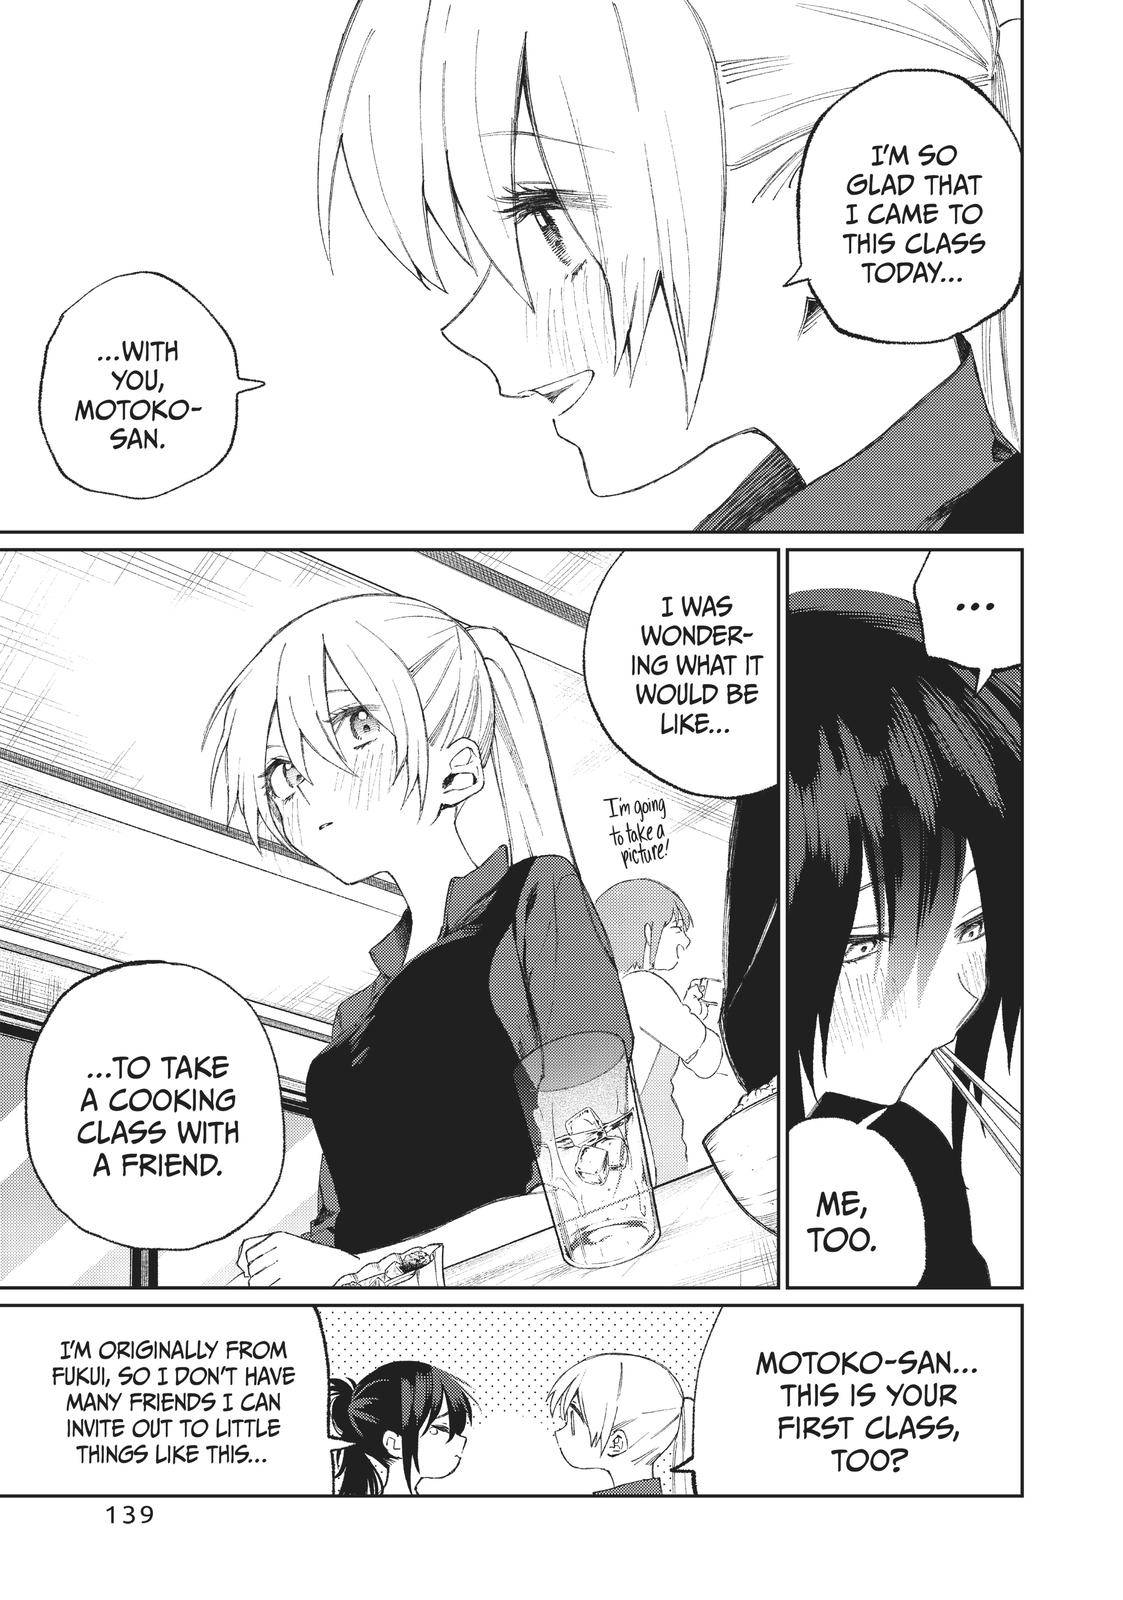 I'M SO
GLAD THAT
I CAME TO
THIS CLASS
TODAY...
...WITH
YOU,
MOTOKO-
SAN.
...
ME,
TOO.
I WAS
WONDER-
ING WHAT IT
WOULD BE
LIKE...
I'm going
to take a
picture!
...TO TAKE
A COOKING
CLASS WITH
A FRIEND.
MOTOKO-SAN...
THIS IS YOUR
FIRST CLASS,
TOO?
I'M ORIGINALLY FROM
FUKUI, SO I DON'T HAVE
MANY FRIENDS I CAN
INVITE OUT TO LITTLE
THINGS LIKE THIS...
139